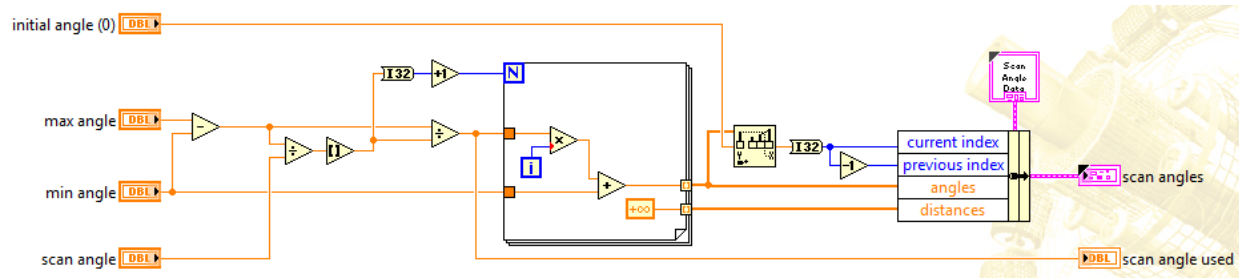 initial angle (0) DBL
I32 +1 N
Scan
Angle
Data
max angle DBL
min angle DBL
scan angle DBL
i
+∞
I32
-1
current index
previous index
angles
distances
scan angles
DBL scan angle used